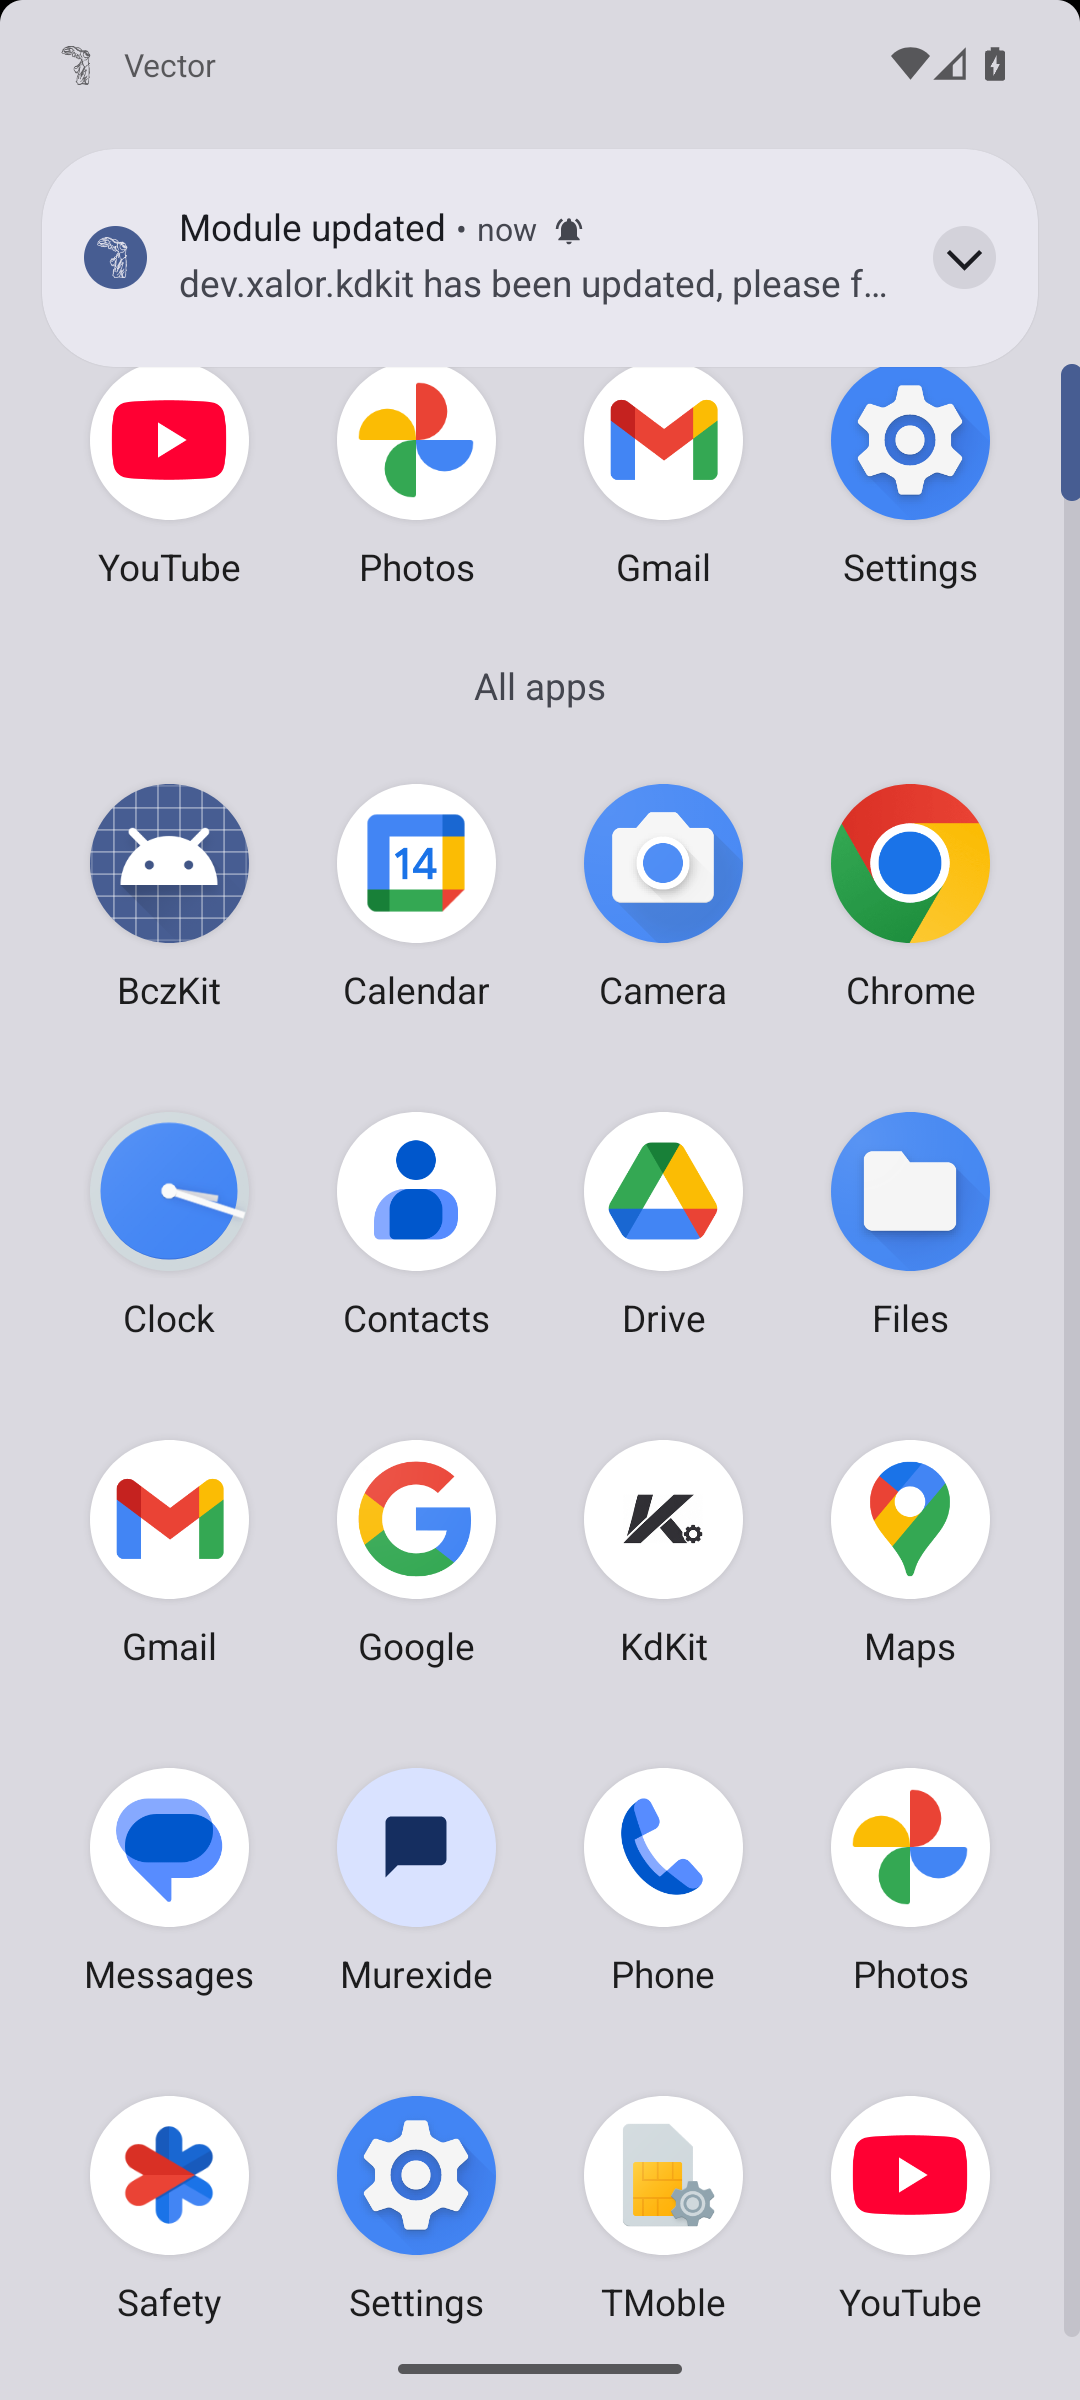 Vector
Module updated • now
dev.xalor.kdkit has been updated, please f…
YouTube Photos Gmail Settings
All apps
14
BczKit Calendar Camera Chrome
Clock Contacts Drive Files
Gmail Google KdKit Maps
Messages Murexide Phone Photos
Safety Settings TMoble YouTube